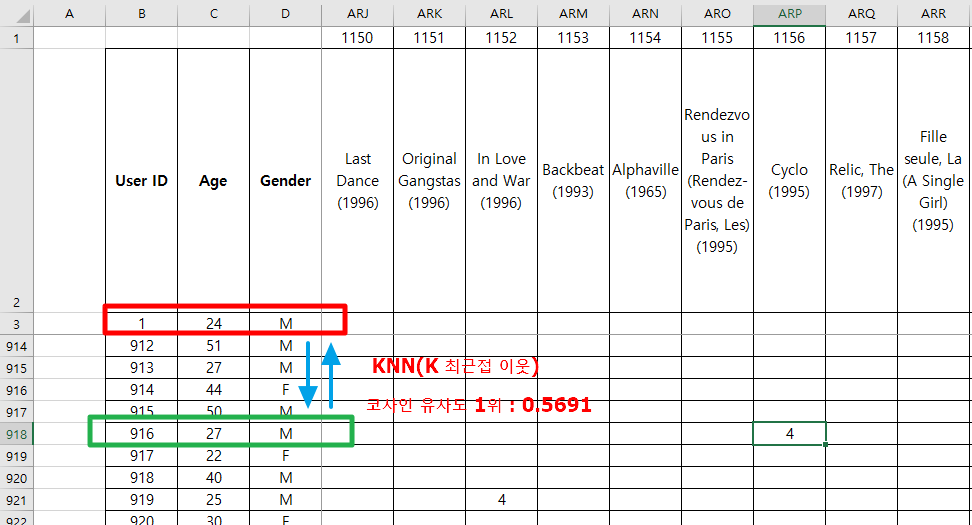 A B C D ARJ ARK ARL ARM ARN ARO ARP ARQ ARR
1 1150 1151 1152 1153 1154 1155 1156 1157 1158
2 User ID Age Gender
Last
Dance
(1996)
Original
Gangstas
(1996)
In Love
and War
(1996)
Backbeat
(1993)
Alphaville
(1965)
Rendezvo
us in
Paris
(Rendez-
vous de
Paris, Les)
(1995)
Cyclo
(1995)
Relic, The
(1997)
Fille
seule, La
(A Single
Girl)
(1995)
3 1 24 M
914 912 51 M
915 913 27 M KNN(K 최근접 이웃)
916 914 44 F
917 915 50 M 코사인 유사도 1위 : 0.5691
918 916 27 M 4
919 917 22 F
920 918 40 M
921 919 25 M 4
922 920 30 F